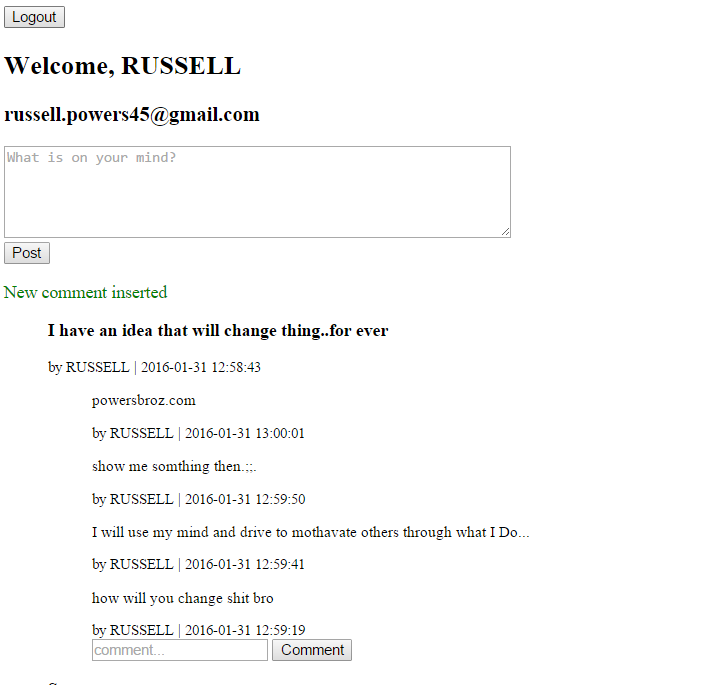 Logout
Welcome, RUSSELL
russell.powers45@gmail.com
What is on your mind?
Post
New comment inserted
I have an idea that will change thing..for ever
by RUSSELL | 2016-01-31 12:58:43
powersbroz.com
by RUSSELL | 2016-01-31 13:00:01
show me somthing then.;;.
by RUSSELL | 2016-01-31 12:59:50
I will use my mind and drive to mothavate others through what I Do...
by RUSSELL | 2016-01-31 12:59:41
how will you change shit bro
by RUSSELL | 2016-01-31 12:59:19
comment... Comment